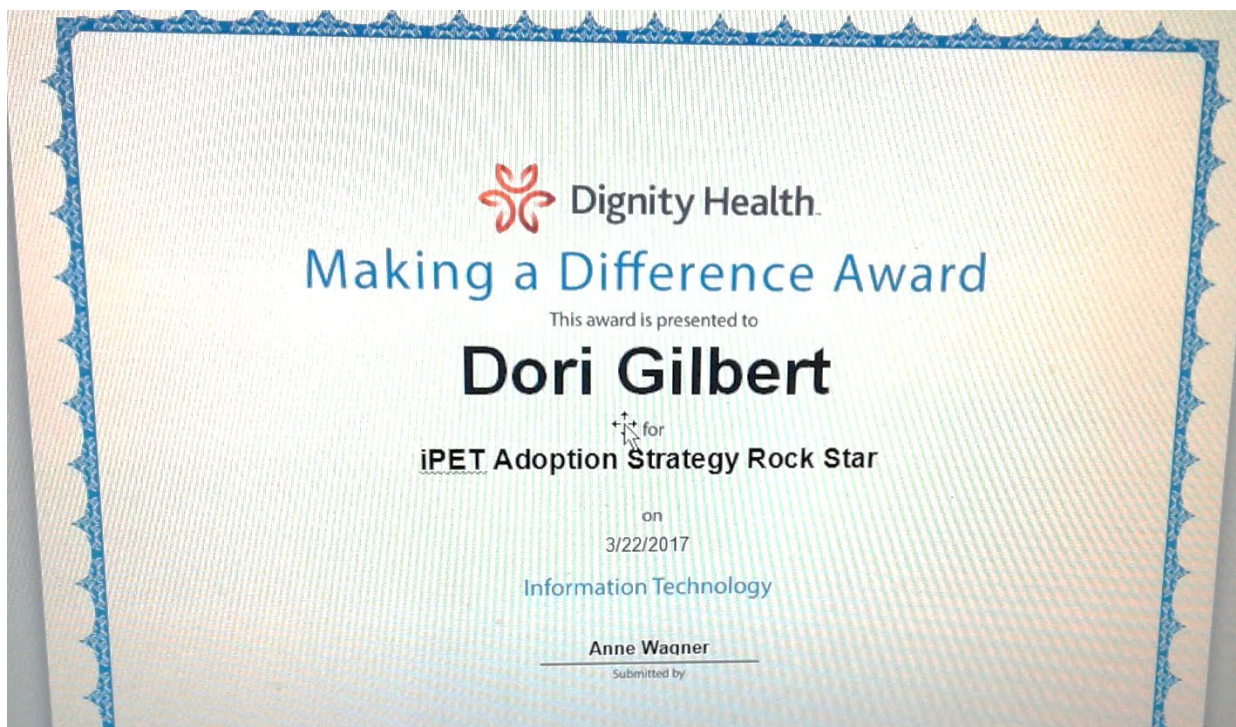 Dignity Health™
Making a Difference Award
This award is presented to
Dori Gilbert
for
iPET Adoption Strategy Rock Star
on
3/22/2017
Information Technology
Anne Wagner
Submitted by